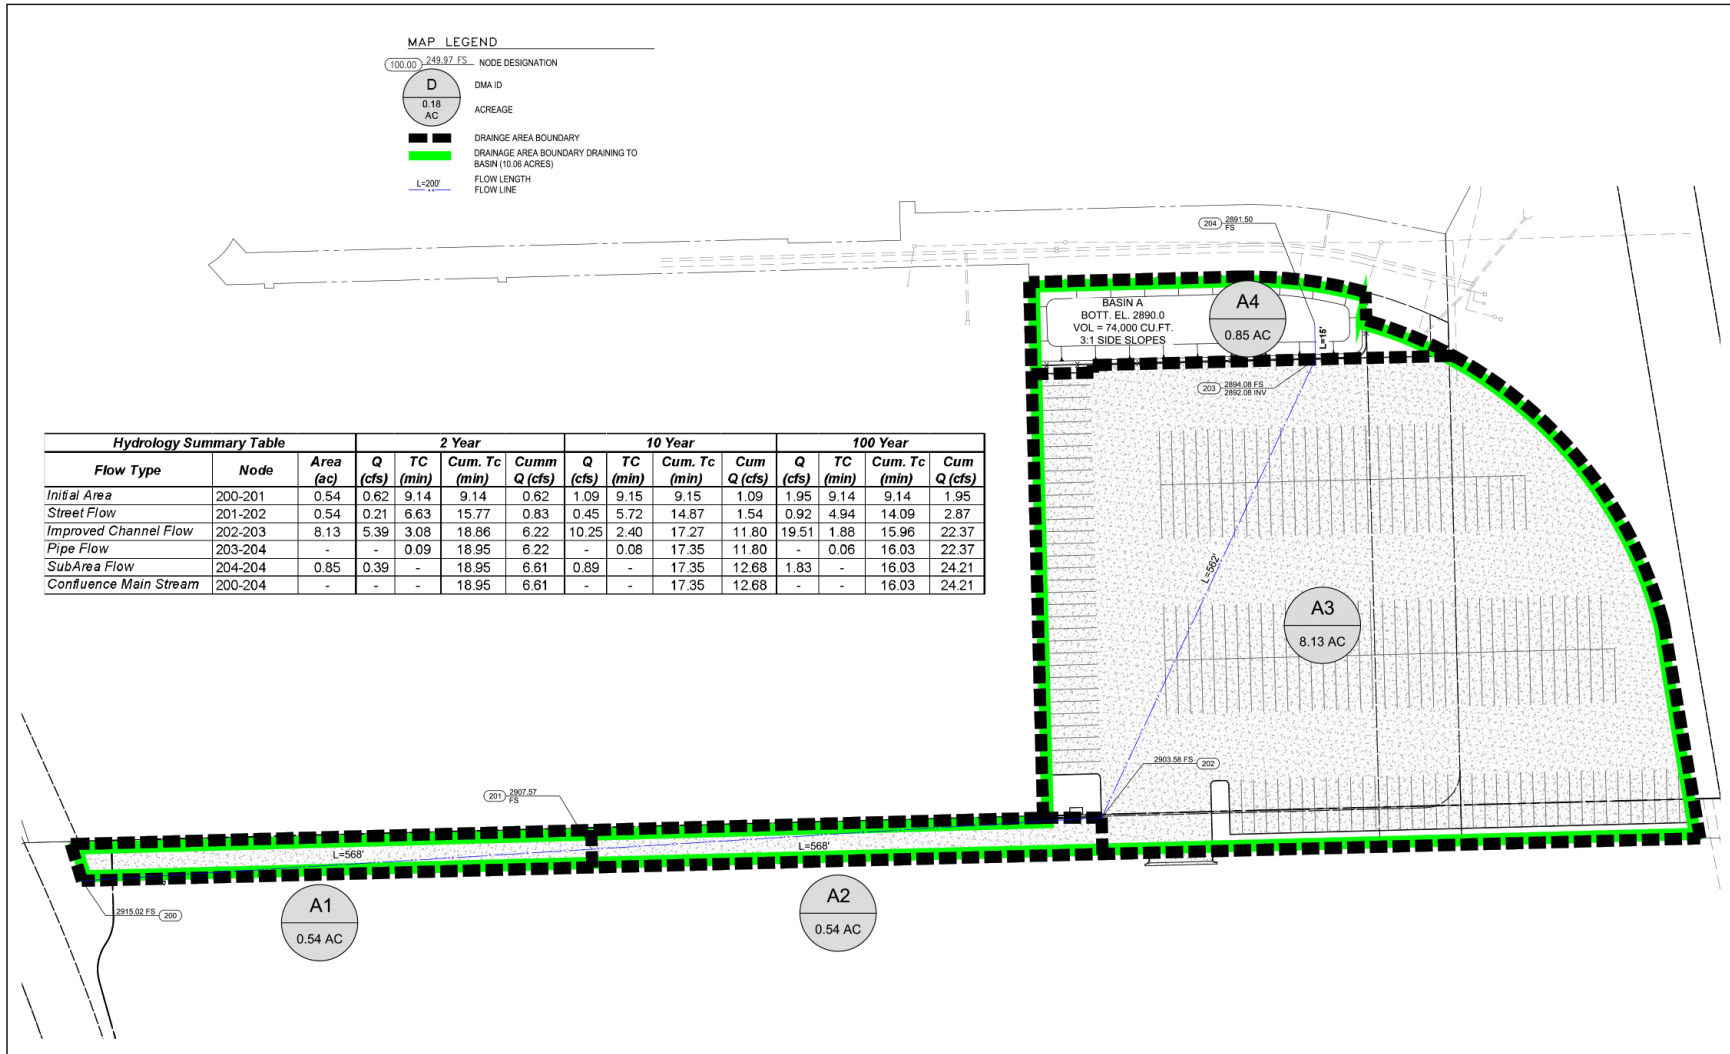 MAP LEGEND
100.00 249.97 FS NODE DESIGNATION
D DMA ID
0.18
AC ACREAGE
DRAINGE AREA BOUNDARY
DRAINAGE AREA BOUNDARY DRAINING TO
BASIN (10.06 ACRES)
L=200' FLOW LENGTH
FLOW LINE
204 2891.50
FS
BASIN A
BOTT. EL. 2890.0
VOL = 74,000 CU.FT.
3:1 SIDE SLOPES
A4
0.85 AC
L=15'
203 2894.08 FS
2892.08 INV
Hydrology Summary Table 2 Year 10 Year 100 Year
Flow Type Node Area (ac) Q (cfs) TC (min) Cum. Tc (min) Cumm Q (cfs) Q (cfs) TC (min) Cum. Tc (min) Cum Q (cfs) Q (cfs) TC (min) Cum. Tc (min) Cum Q (cfs)
Initial Area 200-201 0.54 0.62 9.14 9.14 0.62 1.09 9.15 9.15 1.09 1.95 9.14 9.14 1.95
Street Flow 201-202 0.54 0.21 6.63 15.77 0.83 0.45 5.72 14.87 1.54 0.92 4.94 14.09 2.87
Improved Channel Flow 202-203 8.13 5.39 3.08 18.86 6.22 10.25 2.40 17.27 11.80 19.51 1.88 15.96 22.37
Pipe Flow 203-204 - - 0.09 18.95 6.22 - 0.08 17.35 11.80 - 0.06 16.03 22.37
SubArea Flow 204-204 0.85 0.39 - 18.95 6.61 0.89 - 17.35 12.68 1.83 - 16.03 24.21
Confluence Main Stream 200-204 - - - 18.95 6.61 - - 17.35 12.68 - - 16.03 24.21
L=562'
A3
8.13 AC
2903.58 FS 202
201 2907.57
FS
L=568'
L=568'
2915.02 FS 200
A1
0.54 AC
A2
0.54 AC